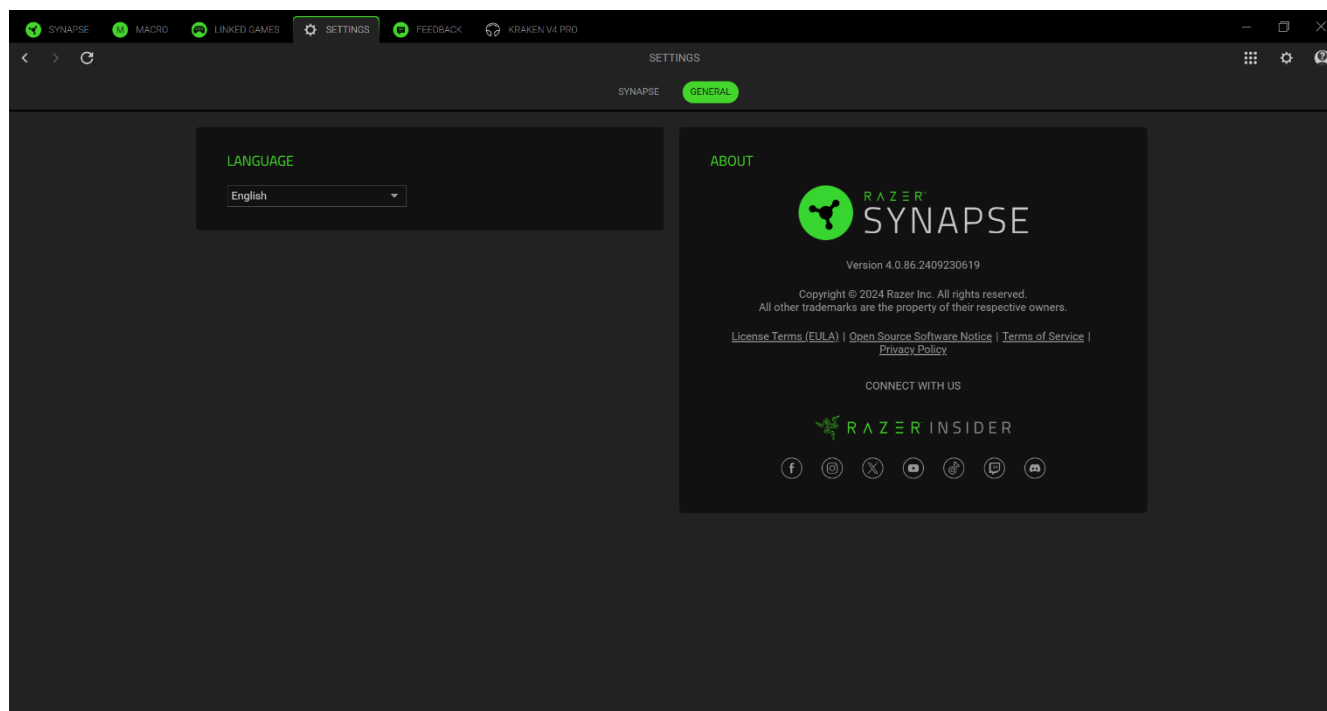 SYNAPSE MACRO LINKED GAMES SETTINGS FEEDBACK KRAKEN V4 PRO
SETTINGS
SYNAPSE GENERAL
LANGUAGE
English
ABOUT
RAZER
SYNAPSE
Version 4.0.86.2409230619
Copyright © 2024 Razer Inc. All rights reserved.
All other trademarks are the property of their respective owners.
License Terms (EULA) | Open Source Software Notice | Terms of Service |
Privacy Policy
CONNECT WITH US
RAZER INSIDER